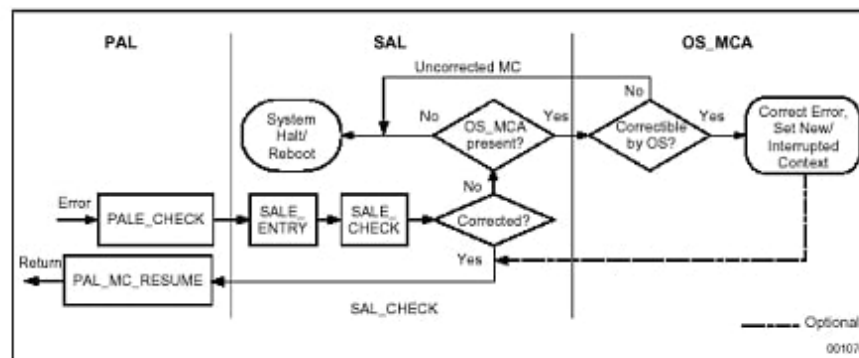 PAL
SAL
OS_MCA
Uncorrected MC
No
System
Halt/
Reboot
No
OS_MCA
present?
Yes
Correctible
by OS?
Yes
Correct Error,
Set New/
Interrupted
Context
No
Error
PALE_CHECK
SALE_
ENTRY
SALE_
CHECK
Corrected?
Return
PAL_MC_RESUME
Yes
SAL_CHECK
Optional
00107